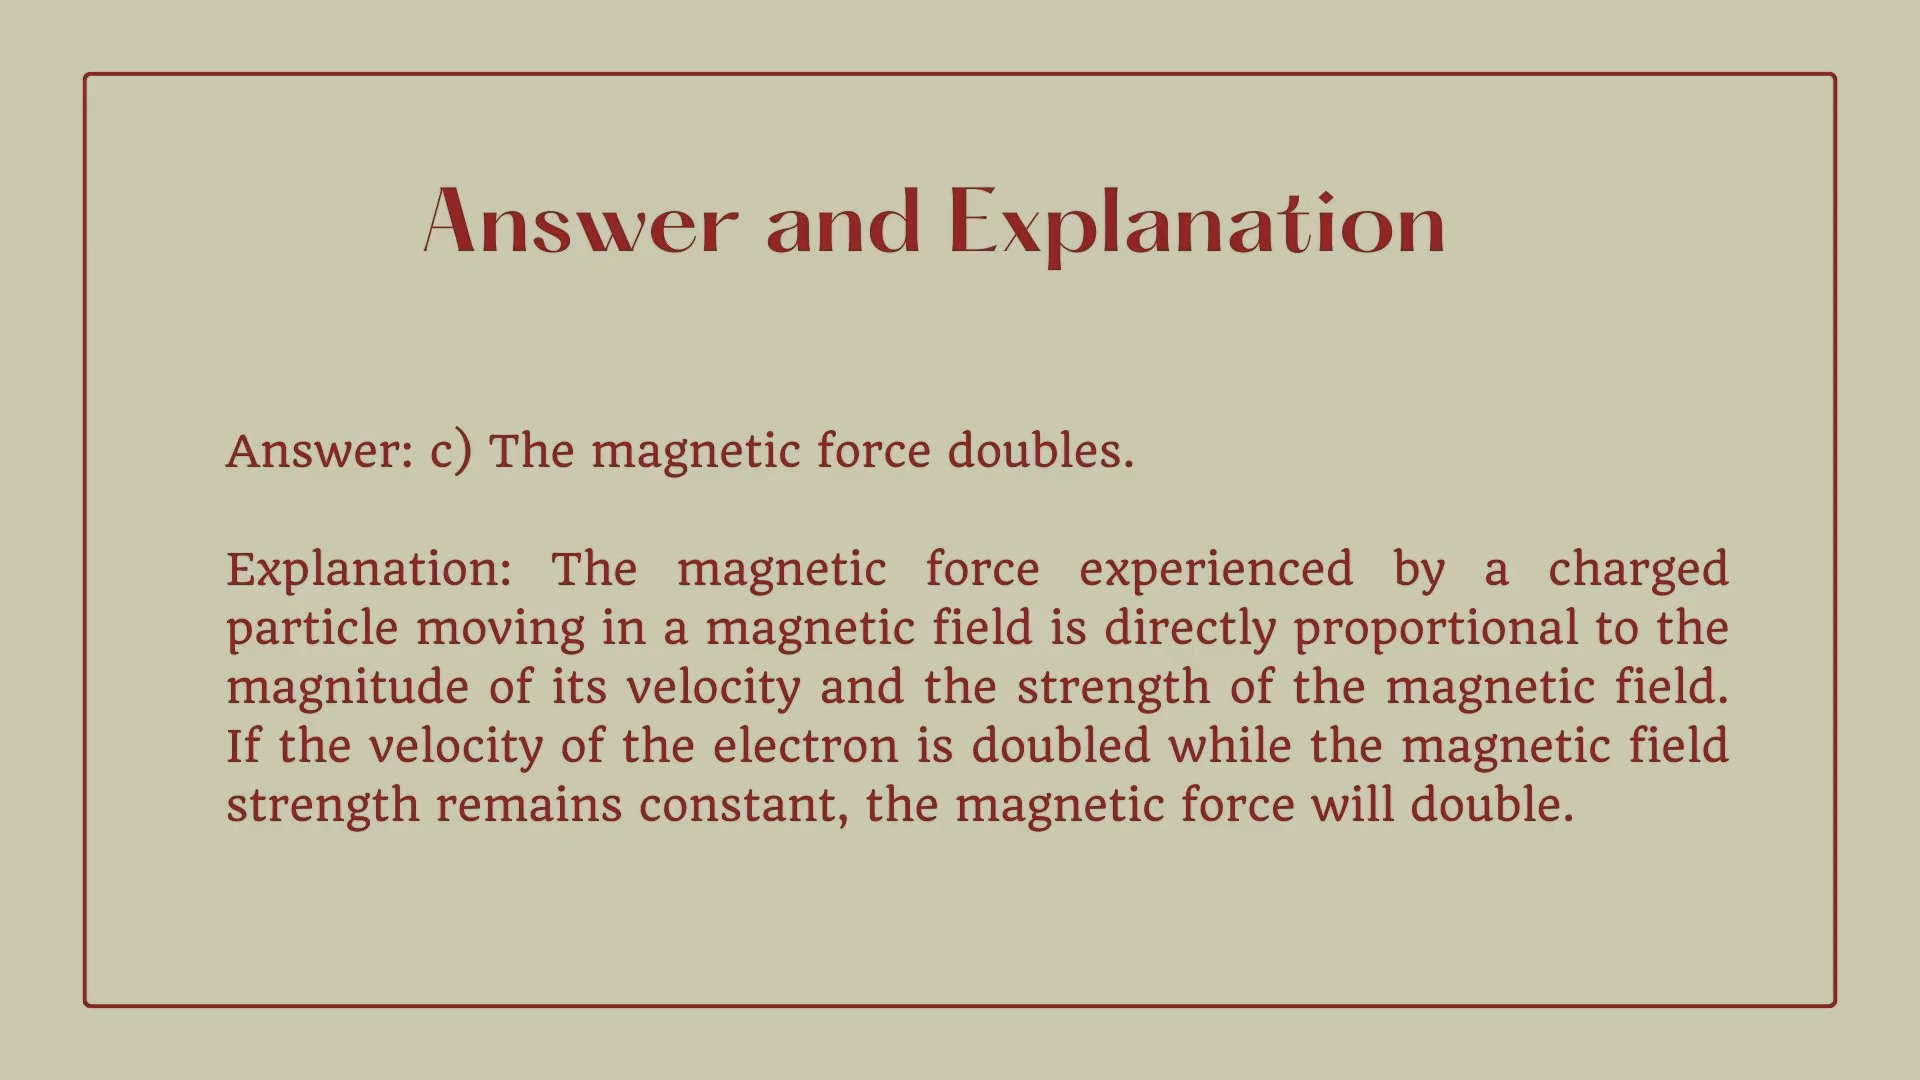 Answer and Explanation
Answer: c) The magnetic force doubles.
Explanation: The magnetic force experienced by a charged
particle moving in a magnetic field is directly proportional to the
magnitude of its velocity and the strength of the magnetic field.
If the velocity of the electron is doubled while the magnetic field
strength remains constant, the magnetic force will double.